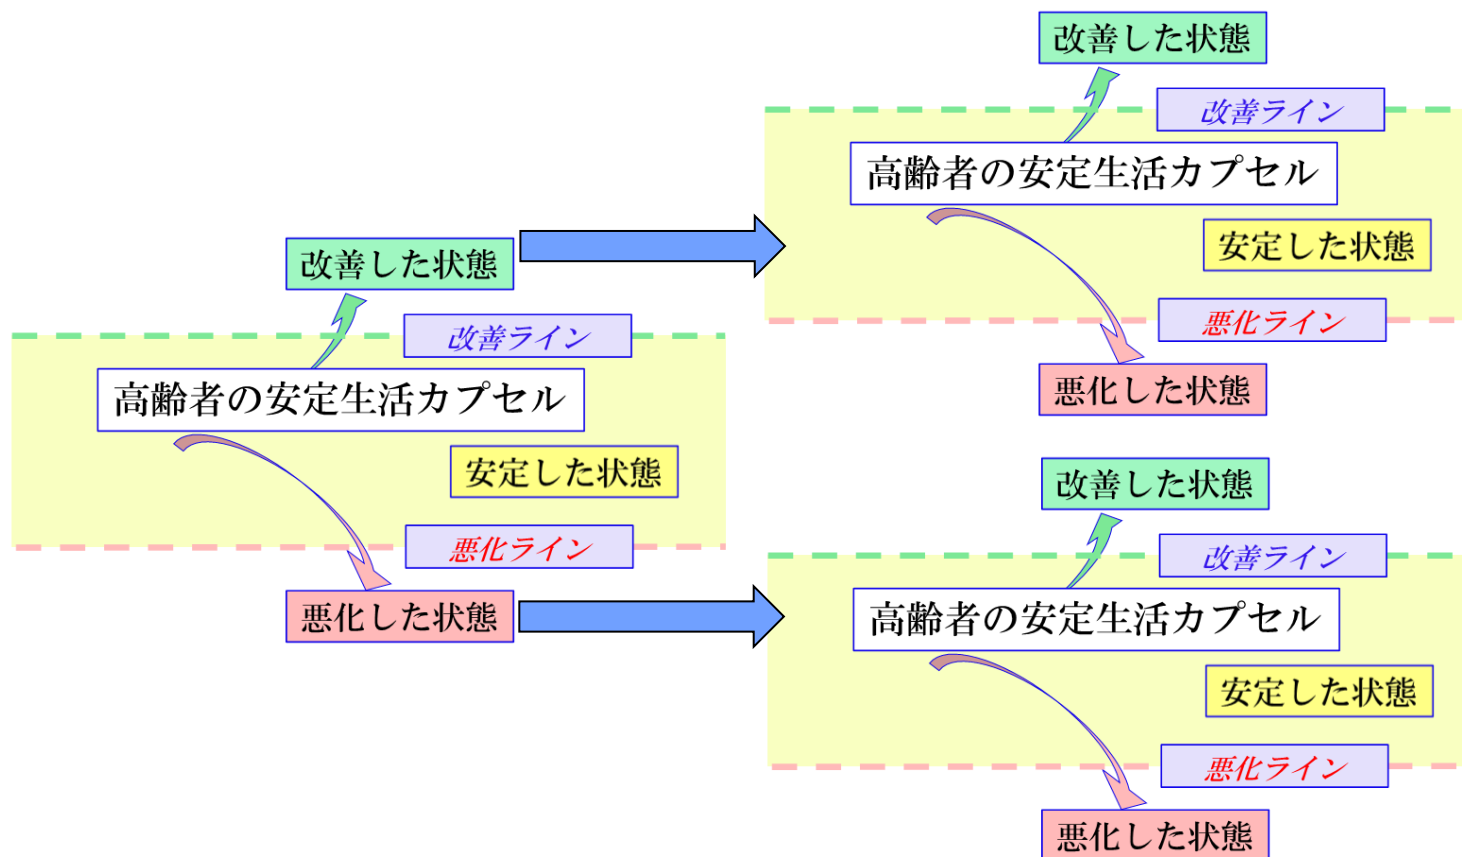 改善した状態
改善ライン
高齢者の安定生活カプセル
安定した状態
悪化ライン
悪化した状態
改善した状態
改善ライン
高齢者の安定生活カプセル
安定した状態
悪化ライン
悪化した状態
改善した状態
改善ライン
高齢者の安定生活カプセル
安定した状態
悪化ライン
悪化した状態